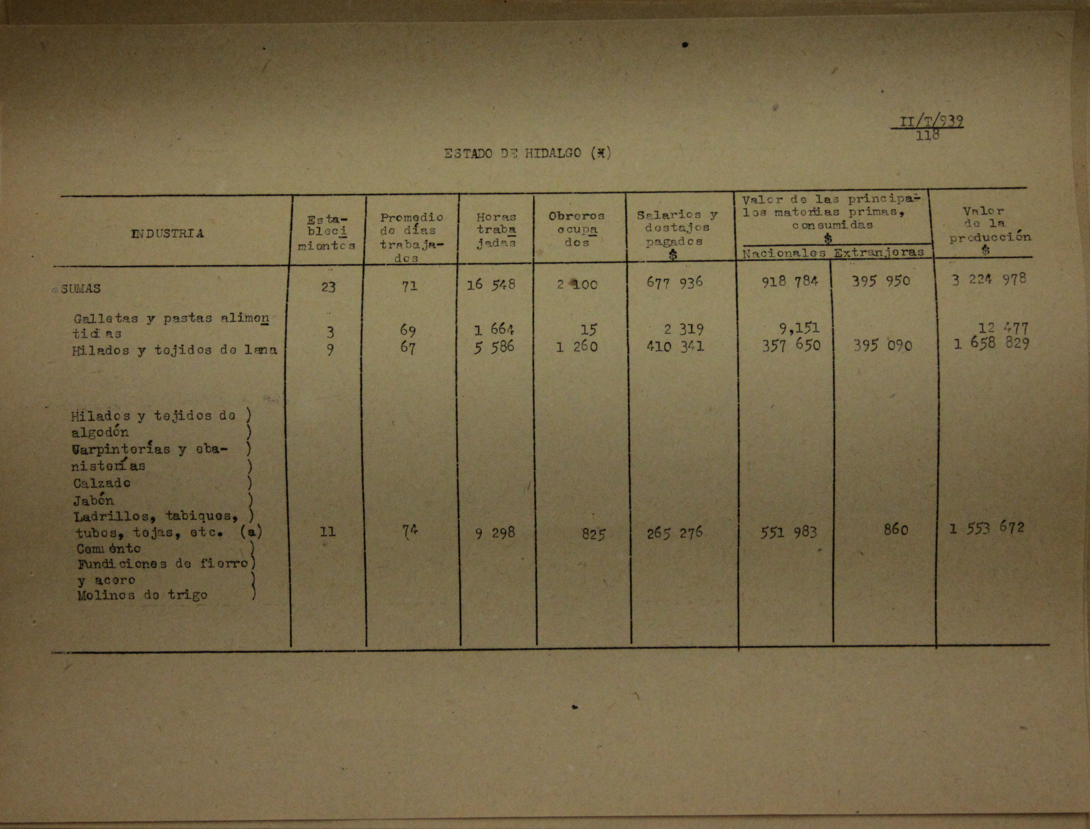 II/T/939
118
ESTADO DE HIDALGO (*)
INDUSTRIA
Esta-
bleci
mientos
Promedio
de días
trabaja-
dos
Horas
traba
jadas
Obreros
ocupa
dos
Salarios y
destajos
pagados
$
Valor de las principa-
les materias primas,
consumidas
$
Nacionales Extranjeras
Valor
de la
producción
$
SUMAS 23 71 16 548 2 100 677 936 918 784 395 950 3 224 978
Galletas y pastas alimen
ticias 3 69 1 664 15 2 319 9,151 12 477
Hilados y tejidos de lana 9 67 5 586 1 260 410 341 357 650 395 090 1 658 829
Hilados y tejidos de )
algodón )
Carpinterías y eba- )
nisterías )
Calzado )
Jabón )
Ladrillos, tabiques, )
tubos, tejas, etc. (a) 11 74 9 298 825 265 276 551 983 860 1 553 672
Cemento )
Fundiciones de fierro)
y acero )
Molinos de trigo )